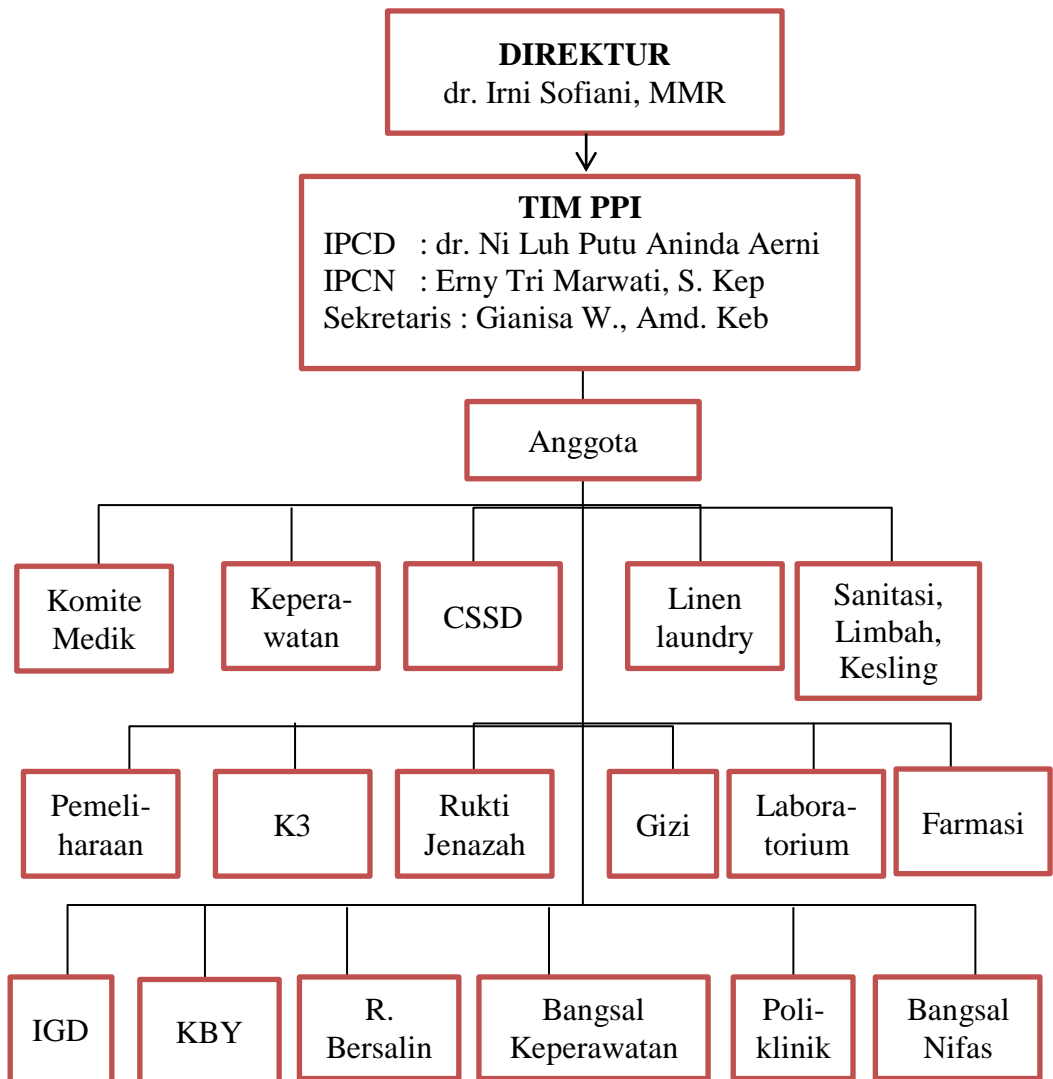 DIREKTUR
dr. Irni Sofiani, MMR
TIM PPI
IPCD : dr. Ni Luh Putu Aninda Aerni
IPCN : Erny Tri Marwati, S. Kep
Sekretaris : Gianisa W., Amd. Keb
Anggota
Komite
Medik
Kepera-
watan
CSSD
Linen
laundry
Sanitasi,
Limbah,
Kesling
Pemeli-
haraan
K3
Rukti
Jenazah
Gizi
Labora-
torium
Farmasi
IGD
KBY
R.
Bersalin
Bangsal
Keperawatan
Poli-
klinik
Bangsal
Nifas